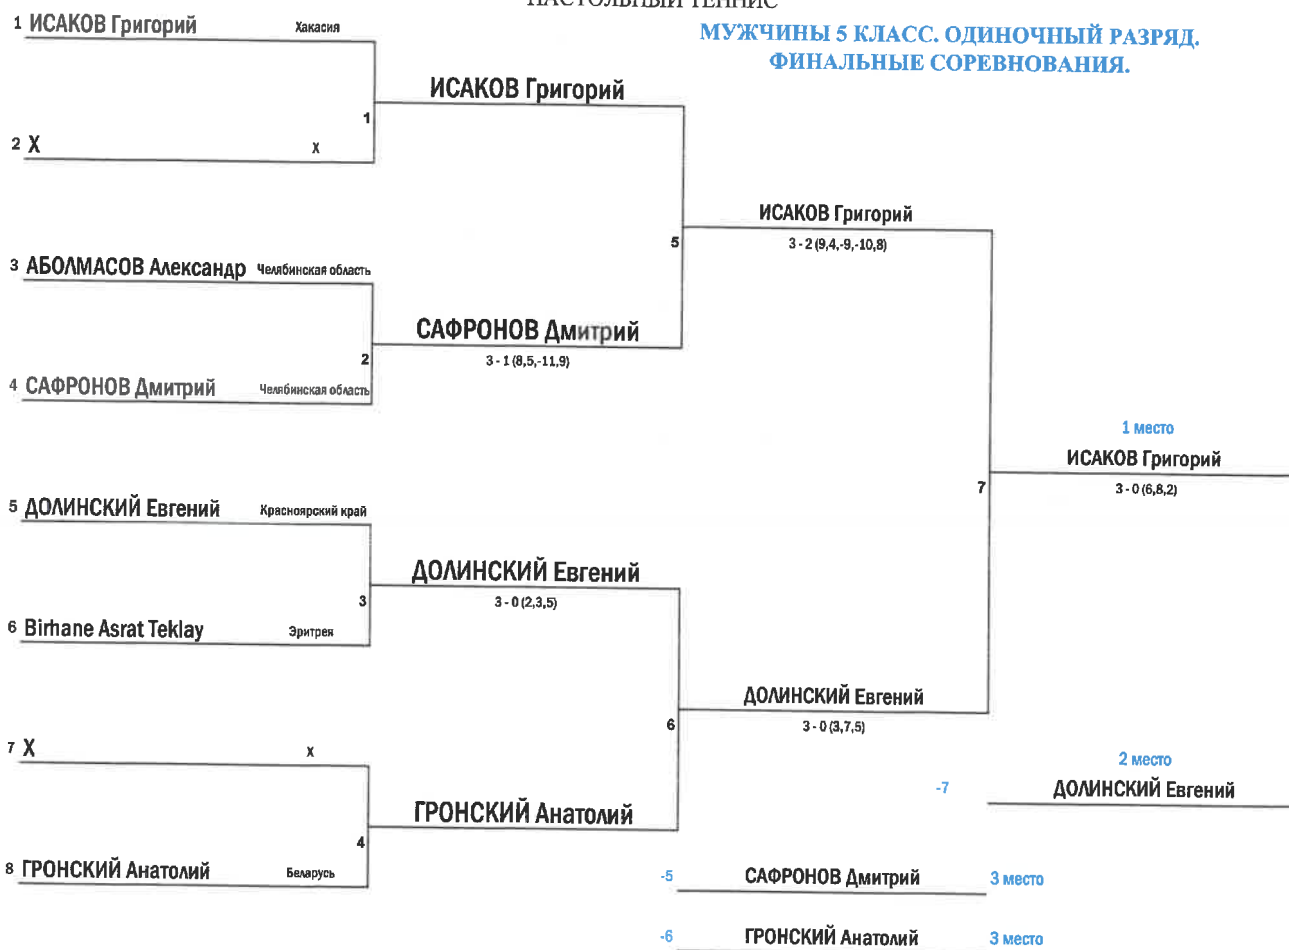 НАСТОЛЬНЫЙ ТЕННИС
МУЖЧИНЫ 5 КЛАСС. ОДИНОЧНЫЙ РАЗРЯД.
ФИНАЛЬНЫЕ СОРЕВНОВАНИЯ.
1 ИСАКОВ Григорий Хакасия
ИСАКОВ Григорий
1
2 X X
ИСАКОВ Григорий
3 - 2 (9,4,-9,-10,8)
5
3 АБОЛМАСОВ Александр Челябинская область
САФРОНОВ Дмитрий
3 - 1 (8,5,-11,9)
2
4 САФРОНОВ Дмитрий Челябинская область
1 место
ИСАКОВ Григорий
3 - 0 (6,8,2)
7
5 ДОЛИНСКИЙ Евгений Красноярский край
ДОЛИНСКИЙ Евгений
3 - 0 (2,3,5)
3
6 Birhane Asrat Teklay Эритрея
ДОЛИНСКИЙ Евгений
3 - 0 (3,7,5)
6
7 X X
2 место
-7 ДОЛИНСКИЙ Евгений
ГРОНСКИЙ Анатолий
4
8 ГРОНСКИЙ Анатолий Беларусь
-5 САФРОНОВ Дмитрий 3 место
-6 ГРОНСКИЙ Анатолий 3 место